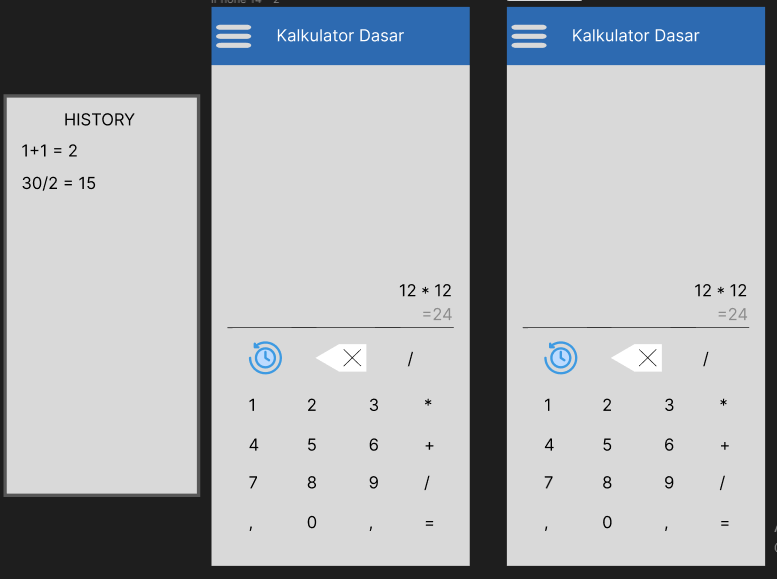 HISTORY
1+1 = 2
30/2 = 15
Kalkulator Dasar
12 * 12
=24
/
1 2 3 *
4 5 6 +
7 8 9 /
, 0 , =
Kalkulator Dasar
12 * 12
=24
/
1 2 3 *
4 5 6 +
7 8 9 /
, 0 , =